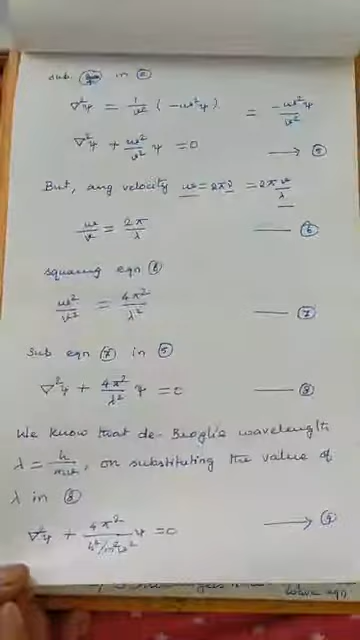 sub. in ②
∇²ψ = 1/v² (-ω²ψ) = -ω²ψ/v²
∇²ψ + ω²/v² ψ = 0 → ⑤
But, ang velocity ω = 2πν = 2πv/λ
ω/v = 2π/λ — ⑥
squaring eqn ⑥
ω²/v² = 4π²/λ² — ⑦
Sub eqn ⑦ in ⑤
∇²ψ + 4π²/λ² ψ = 0 — ⑧
We know that de-Broglie wavelength
λ = h/mv, on substituting the value of
λ in ⑧
∇²ψ + 4π²/h²/m²v² ψ = 0 → ⑨